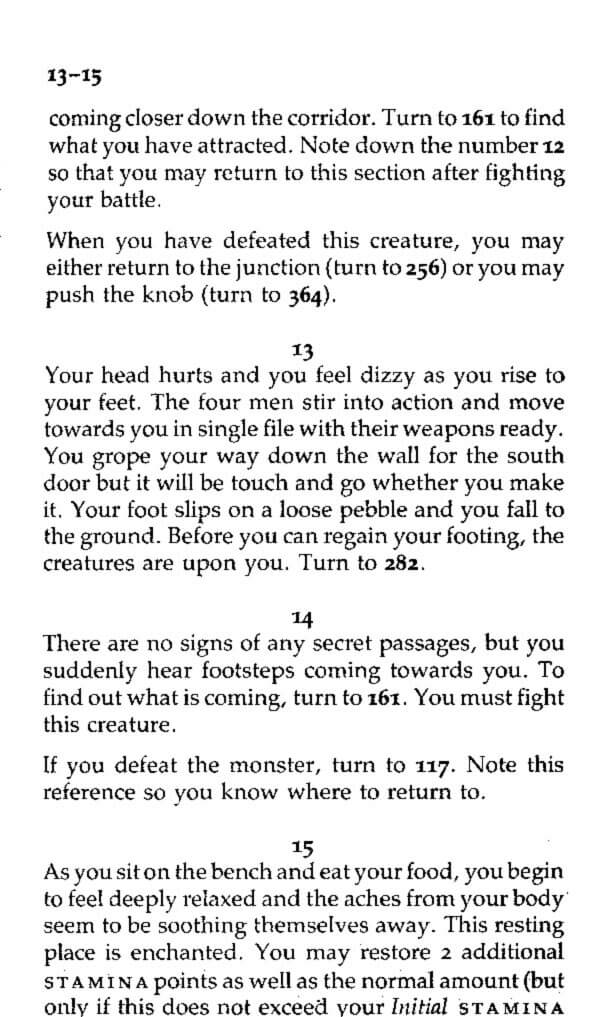 13–15
coming closer down the corridor. Turn to 161 to find
what you have attracted. Note down the number 12
so that you may return to this section after fighting
your battle.
When you have defeated this creature, you may
either return to the junction (turn to 256) or you may
push the knob (turn to 364).
13
Your head hurts and you feel dizzy as you rise to
your feet. The four men stir into action and move
towards you in single file with their weapons ready.
You grope your way down the wall for the south
door but it will be touch and go whether you make
it. Your foot slips on a loose pebble and you fall to
the ground. Before you can regain your footing, the
creatures are upon you. Turn to 282.
14
There are no signs of any secret passages, but you
suddenly hear footsteps coming towards you. To
find out what is coming, turn to 161. You must fight
this creature.
If you defeat the monster, turn to 117. Note this
reference so you know where to return to.
15
As you sit on the bench and eat your food, you begin
to feel deeply relaxed and the aches from your body
seem to be soothing themselves away. This resting
place is enchanted. You may restore 2 additional
STAMINA points as well as the normal amount (but
only if this does not exceed your Initial STAMINA